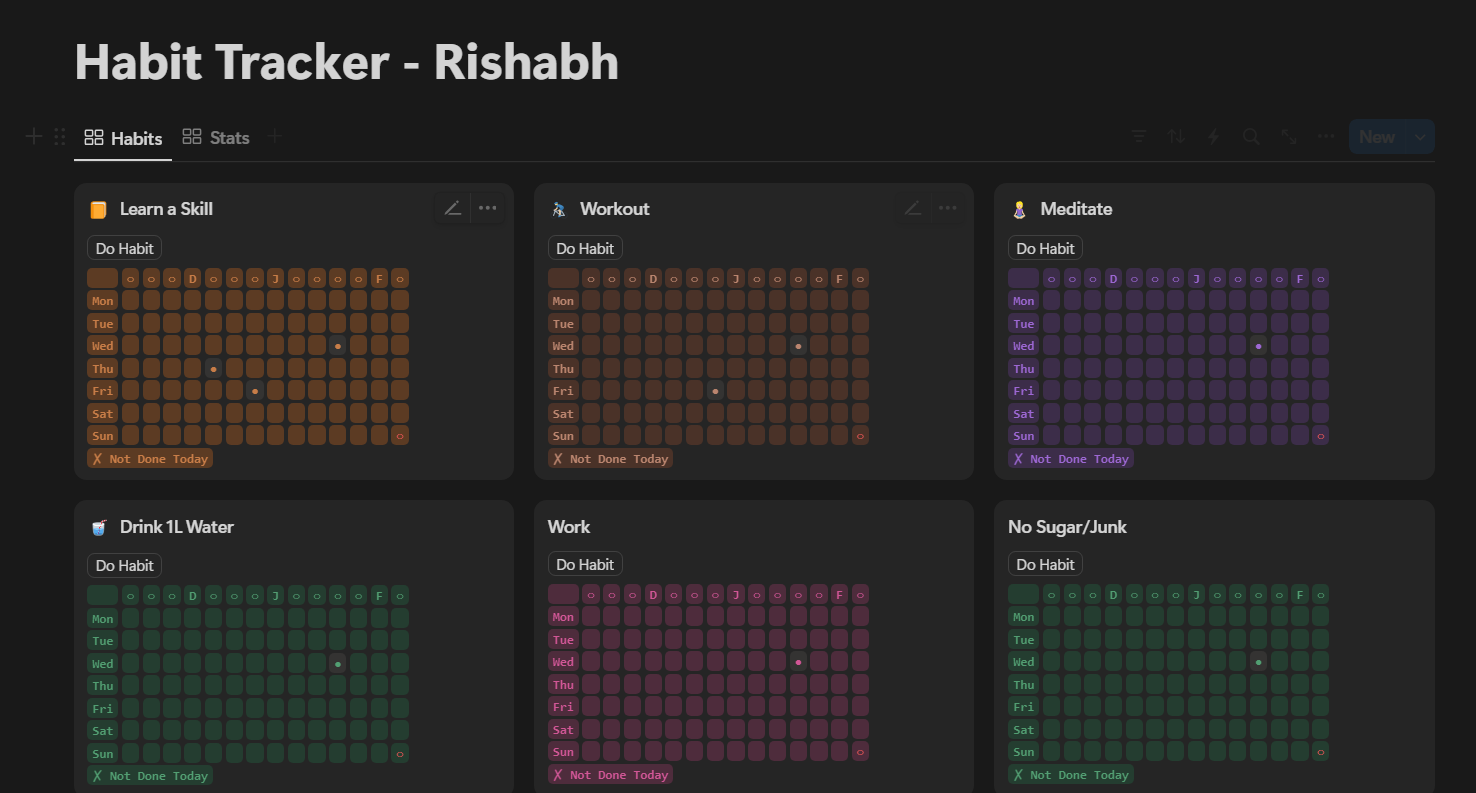 Habit Tracker - Rishabh
Habits Stats
New
Learn a Skill
Do Habit
○ ○ ○ D ○ ○ ○ J ○ ○ ○ ○ F ○
Mon
Tue
Wed
Thu
Fri
Sat
Sun
✗ Not Done Today
Workout
Do Habit
○ ○ ○ D ○ ○ ○ J ○ ○ ○ ○ F ○
Mon
Tue
Wed
Thu
Fri
Sat
Sun
✗ Not Done Today
Meditate
Do Habit
○ ○ ○ D ○ ○ ○ J ○ ○ ○ ○ F ○
Mon
Tue
Wed
Thu
Fri
Sat
Sun
✗ Not Done Today
Drink 1L Water
Do Habit
○ ○ ○ D ○ ○ ○ J ○ ○ ○ ○ F ○
Mon
Tue
Wed
Thu
Fri
Sat
Sun
✗ Not Done Today
Work
Do Habit
○ ○ ○ D ○ ○ ○ J ○ ○ ○ ○ F ○
Mon
Tue
Wed
Thu
Fri
Sat
Sun
✗ Not Done Today
No Sugar/Junk
Do Habit
○ ○ ○ D ○ ○ ○ J ○ ○ ○ ○ F ○
Mon
Tue
Wed
Thu
Fri
Sat
Sun
✗ Not Done Today